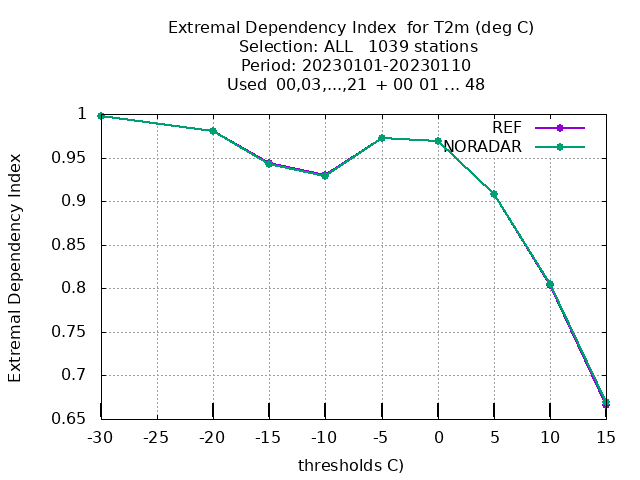 Extremal Dependency Index  for T2m (deg C)
Selection: ALL   1039 stations
Period: 20230101-20230110
Used  00,03,...,21  + 00 01 ... 48
REF
NORADAR
Extremal Dependency Index
1
0.95
0.9
0.85
0.8
0.75
0.7
0.65
-30 -25 -20 -15 -10 -5 0 5 10 15
thresholds C)